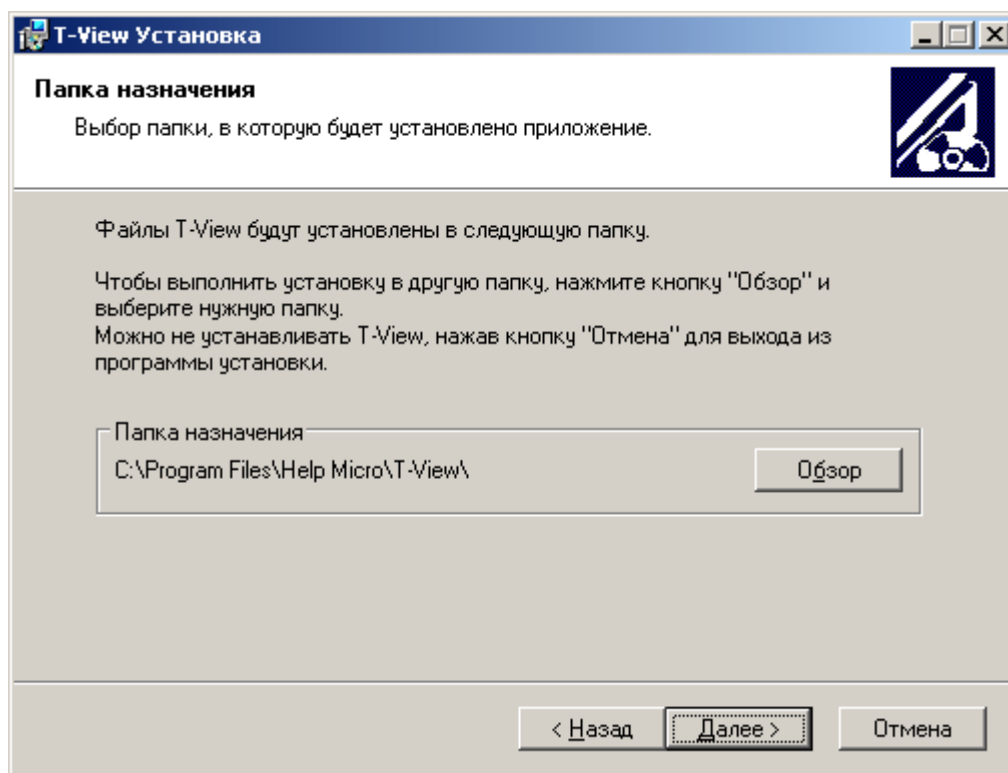 T-View Установка
Папка назначения
Выбор папки, в которую будет установлено приложение.
Файлы T-View будут установлены в следующую папку.
Чтобы выполнить установку в другую папку, нажмите кнопку "Обзор" и
выберите нужную папку.
Можно не устанавливать T-View, нажав кнопку "Отмена" для выхода из
программы установки.
Папка назначения
C:\Program Files\Help Micro\T-View\
Обзор
< Назад
Далее >
Отмена